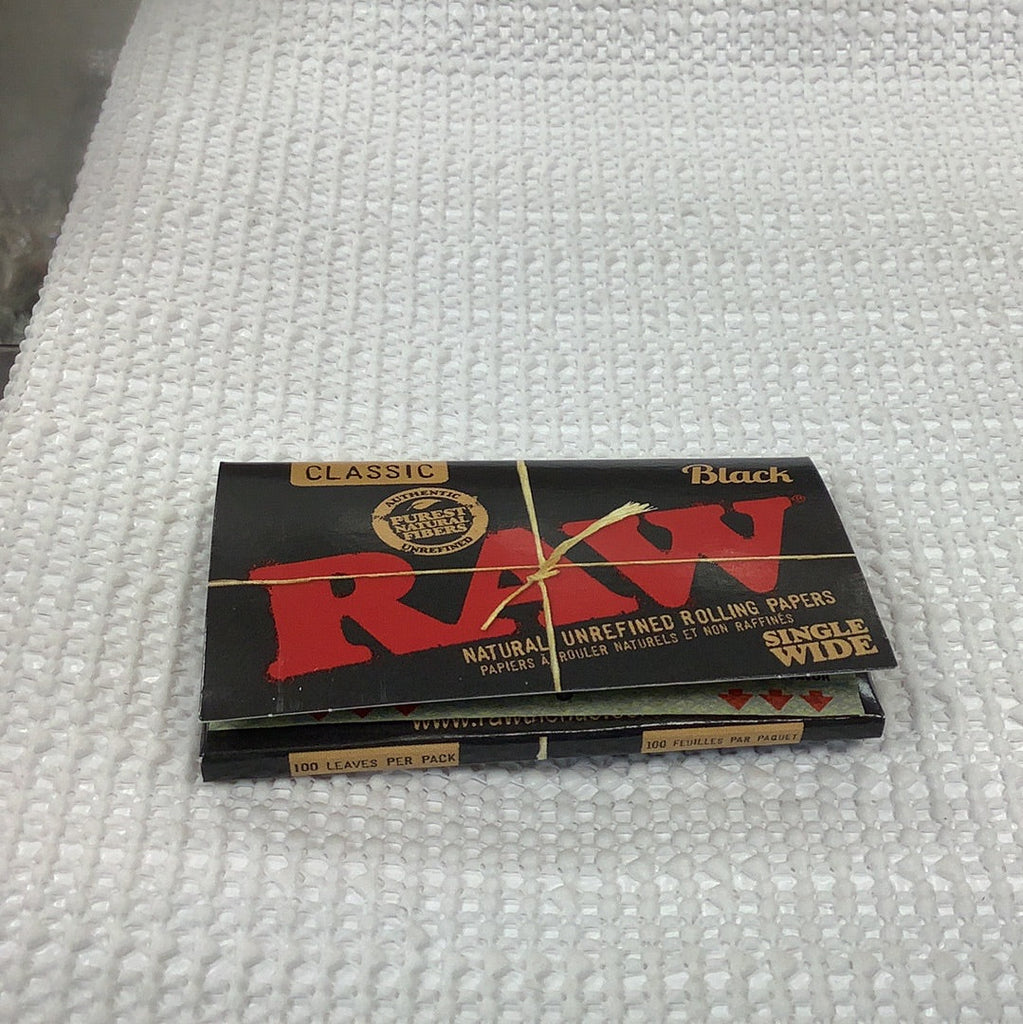 CLASSIC
Black
AUTHENTIC
PUREST
NATURAL
FIBERS
UNREFINED
RAW®
NATURAL UNREFINED ROLLING PAPERS
PAPIERS À ROULER NATURELS ET NON RAFFINÉS
SINGLE
WIDE
100 LEAVES PER PACK
100 FEUILLES PAR PAQUET